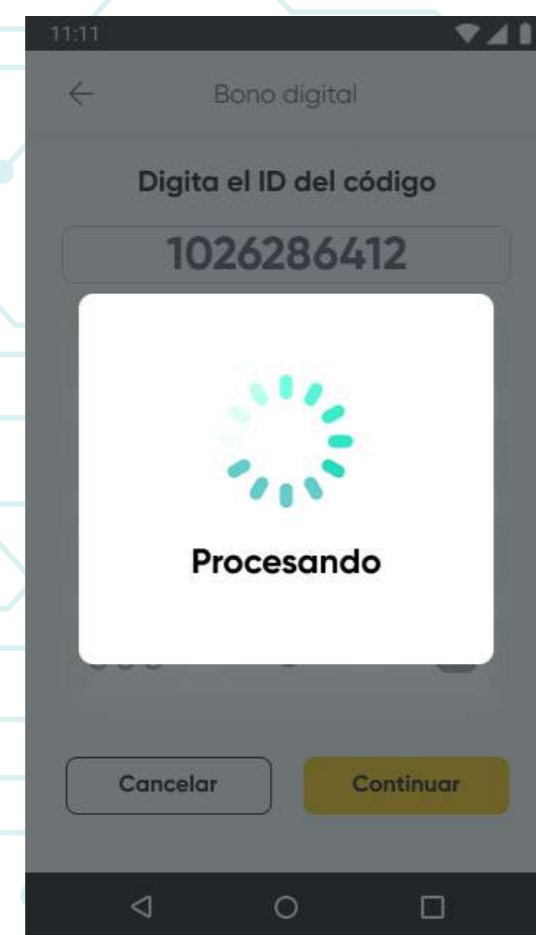 11:11
Bono digital
Digita el ID del código
1026286412
Procesando
Cancelar
Continuar